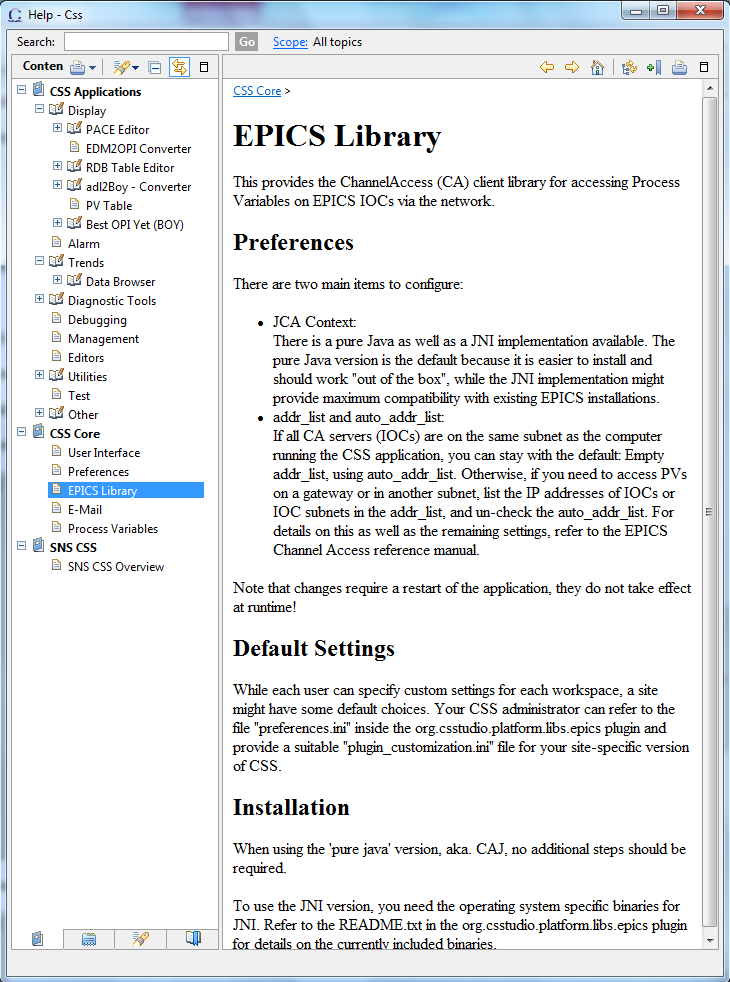 Help - Css
Search:
Go
Scope: All topics
Conten
CSS Applications
Display
PACE Editor
EDM2OPI Converter
RDB Table Editor
adl2Boy - Converter
PV Table
Best OPI Yet (BOY)
Alarm
Trends
Data Browser
Diagnostic Tools
Debugging
Management
Editors
Utilities
Test
Other
CSS Core
User Interface
Preferences
EPICS Library
E-Mail
Process Variables
SNS CSS
SNS CSS Overview
CSS Core >
EPICS Library
This provides the ChannelAccess (CA) client library for accessing Process
Variables on EPICS IOCs via the network.
Preferences
There are two main items to configure:
• JCA Context:
There is a pure Java as well as a JNI implementation available. The
pure Java version is the default because it is easier to install and
should work "out of the box", while the JNI implementation might
provide maximum compatibility with existing EPICS installations.
• addr_list and auto_addr_list:
If all CA servers (IOCs) are on the same subnet as the computer
running the CSS application, you can stay with the default: Empty
addr_list, using auto_addr_list. Otherwise, if you need to access PVs
on a gateway or in another subnet, list the IP addresses of IOCs or
IOC subnets in the addr_list, and un-check the auto_addr_list. For
details on this as well as the remaining settings, refer to the EPICS
Channel Access reference manual.
Note that changes require a restart of the application, they do not take effect
at runtime!
Default Settings
While each user can specify custom settings for each workspace, a site
might have some default choices. Your CSS administrator can refer to the
file "preferences.ini" inside the org.csstudio.platform.libs.epics plugin and
provide a suitable "plugin_customization.ini" file for your site-specific version
of CSS.
Installation
When using the 'pure java' version, aka. CAJ, no additional steps should be
required.
To use the JNI version, you need the operating system specific binaries for
JNI. Refer to the README.txt in the org.csstudio.platform.libs.epics plugin
for details on the currently included binaries.